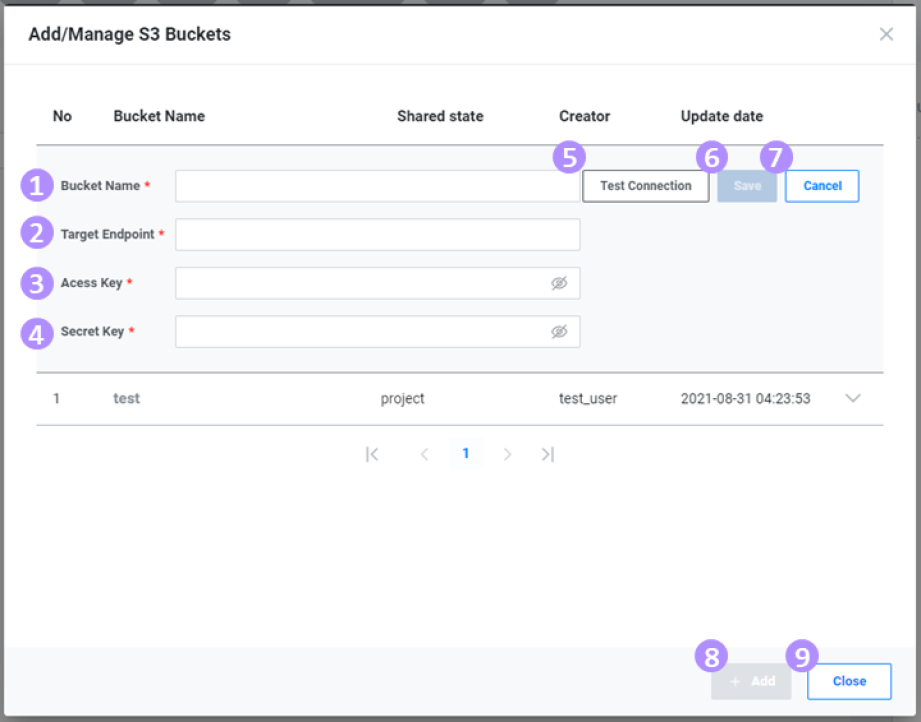 Add/Manage S3 Buckets
No Bucket Name Shared state Creator Update date
5 6 7
1 Bucket Name * Test Connection Save Cancel
2 Target Endpoint *
3 Acess Key *
4 Secret Key *
1 test project test_user 2021-08-31 04:23:53
1
8 9
+ Add Close